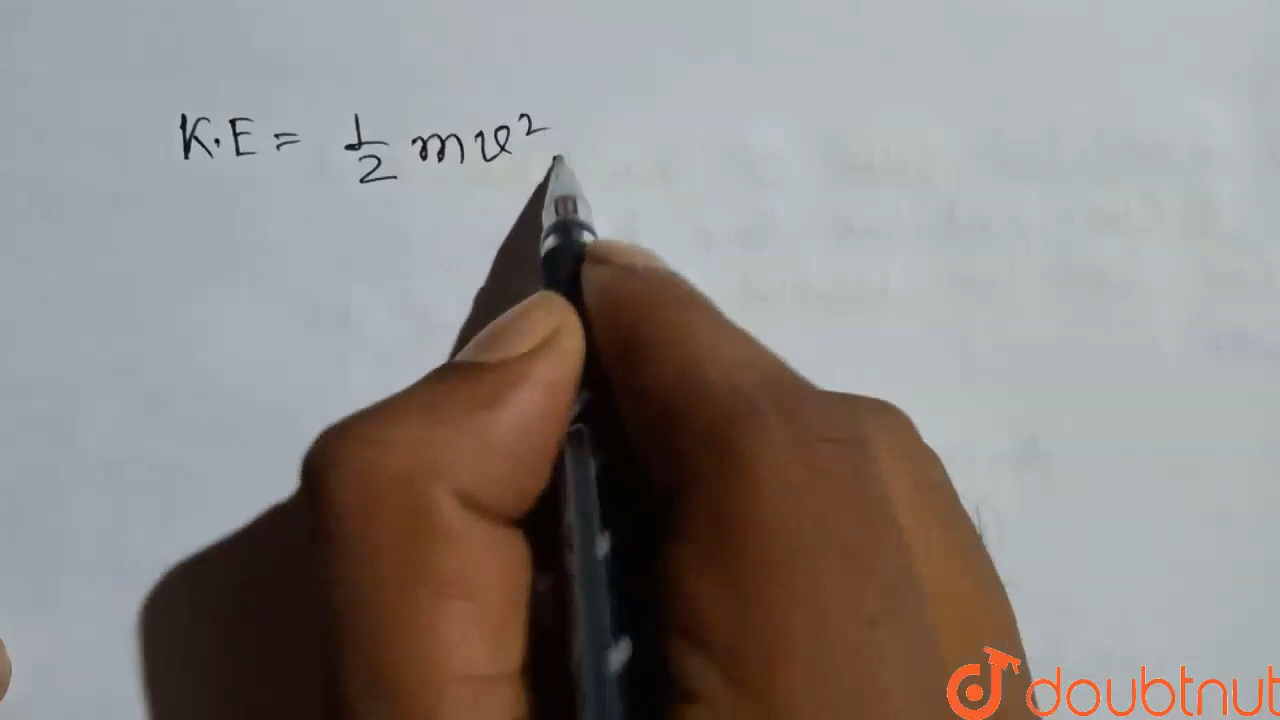 K.E = 1/2 mv²
doubtnut